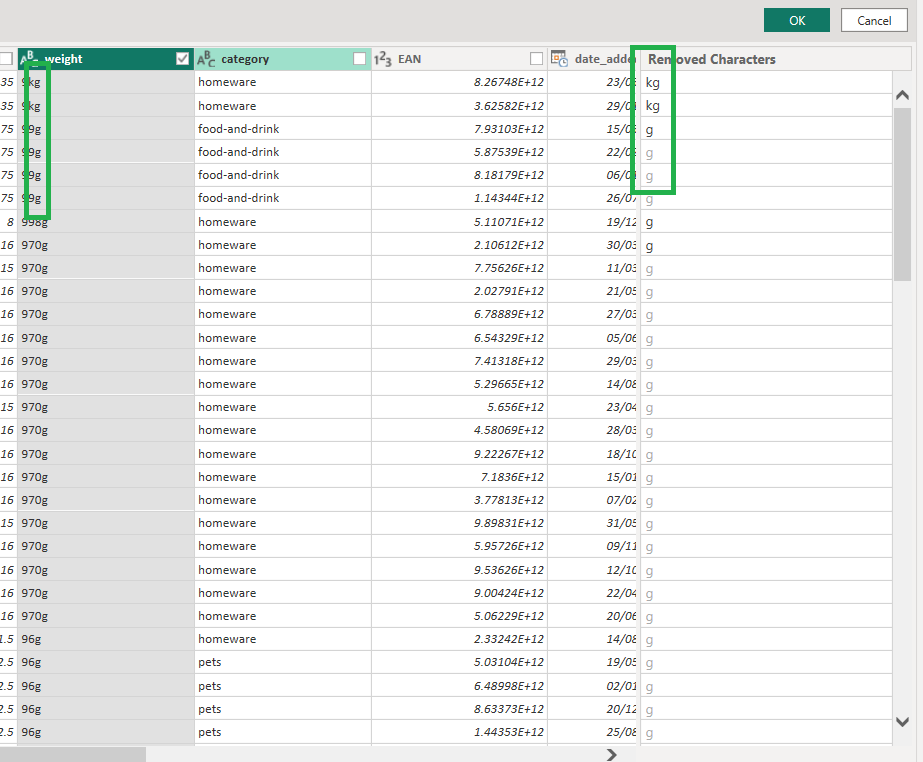 OK Cancel
ABC weight ABC category 123 EAN date_adde Removed Characters
35 9kg homeware 8.26748E+12 23/0 kg
35 9kg homeware 3.62582E+12 29/0 kg
75 99g food-and-drink 7.93103E+12 15/0 g
75 99g food-and-drink 5.87539E+12 22/0 g
75 99g food-and-drink 8.18179E+12 06/0 g
75 99g food-and-drink 1.14344E+12 26/07 g
8 998g homeware 5.11071E+12 19/12 g
16 970g homeware 2.10612E+12 30/03 g
15 970g homeware 7.75626E+12 11/03 g
16 970g homeware 2.02791E+12 21/05 g
16 970g homeware 6.78889E+12 27/03 g
16 970g homeware 6.54329E+12 05/06 g
16 970g homeware 7.41318E+12 29/03 g
16 970g homeware 5.29665E+12 14/08 g
15 970g homeware 5.656E+12 23/04 g
16 970g homeware 4.58069E+12 28/03 g
16 970g homeware 9.22267E+12 18/10 g
16 970g homeware 7.1836E+12 15/01 g
16 970g homeware 3.77813E+12 07/02 g
15 970g homeware 9.89831E+12 31/05 g
16 970g homeware 5.95726E+12 09/11 g
16 970g homeware 9.53626E+12 12/10 g
16 970g homeware 9.00424E+12 22/04 g
16 970g homeware 5.06229E+12 20/06 g
1.5 96g homeware 2.33242E+12 14/08 g
2.5 96g pets 5.03104E+12 19/05 g
2.5 96g pets 6.48998E+12 02/01 g
2.5 96g pets 8.63373E+12 20/12 g
2.5 96g pets 1.44353E+12 25/08 g